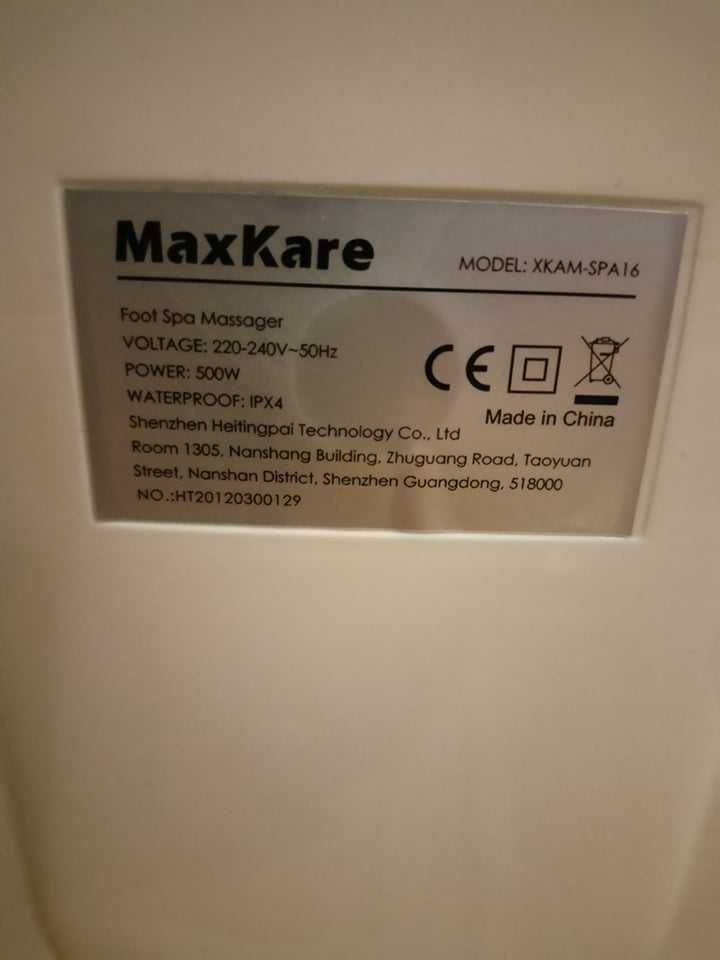 MaxKare
MODEL: XKAM-SPA16
Foot Spa Massager
VOLTAGE: 220-240V~50Hz
POWER: 500W
WATERPROOF: IPX4
CE
Made in China
Shenzhen Heitingpai Technology Co., Ltd
Room 1305, Nanshang Building, Zhuguang Road, Taoyuan
Street, Nanshan District, Shenzhen Guangdong, 518000
NO.:HT20120300129